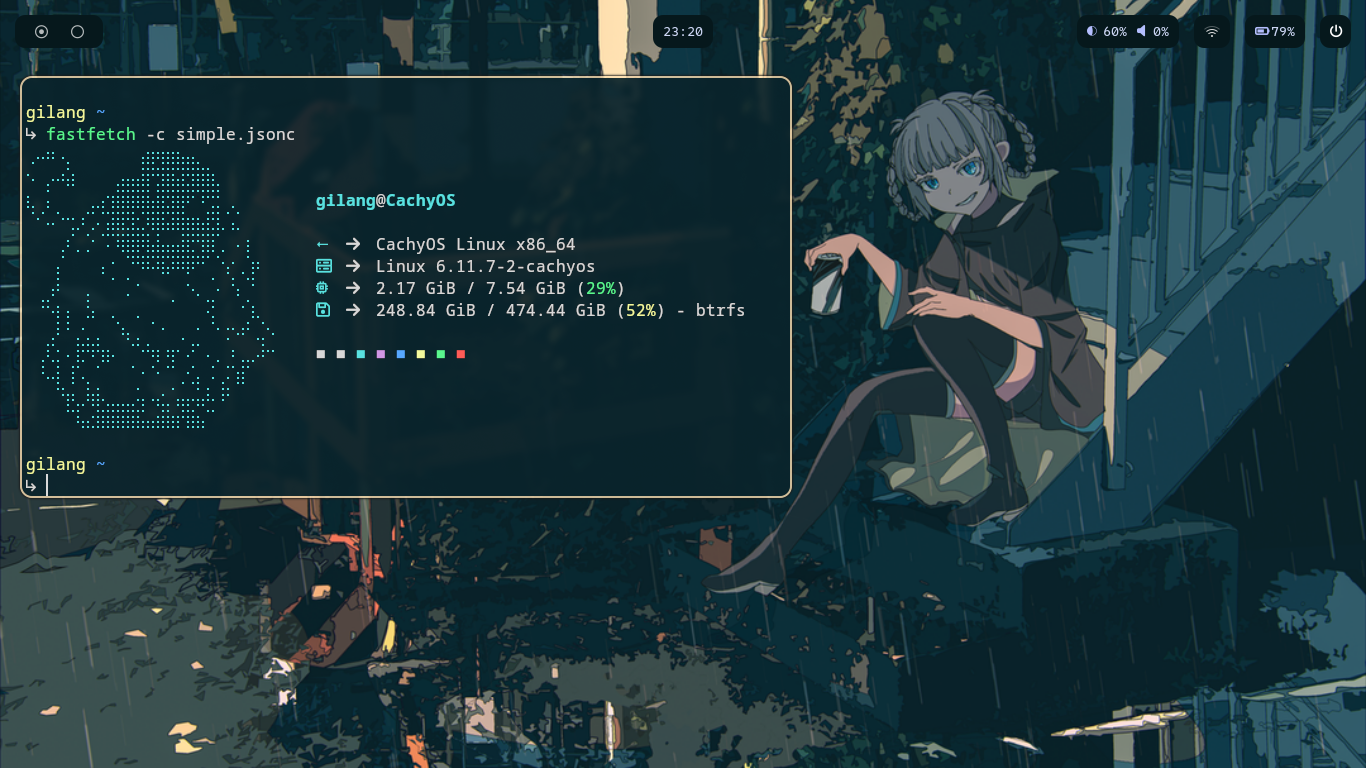 23:20
60% 0%
79%
gilang ~
↳ fastfetch -c simple.jsonc
gilang@CachyOS
← → CachyOS Linux x86_64
→ Linux 6.11.7-2-cachyos
→ 2.17 GiB / 7.54 GiB (29%)
→ 248.84 GiB / 474.44 GiB (52%) - btrfs
gilang ~
↳